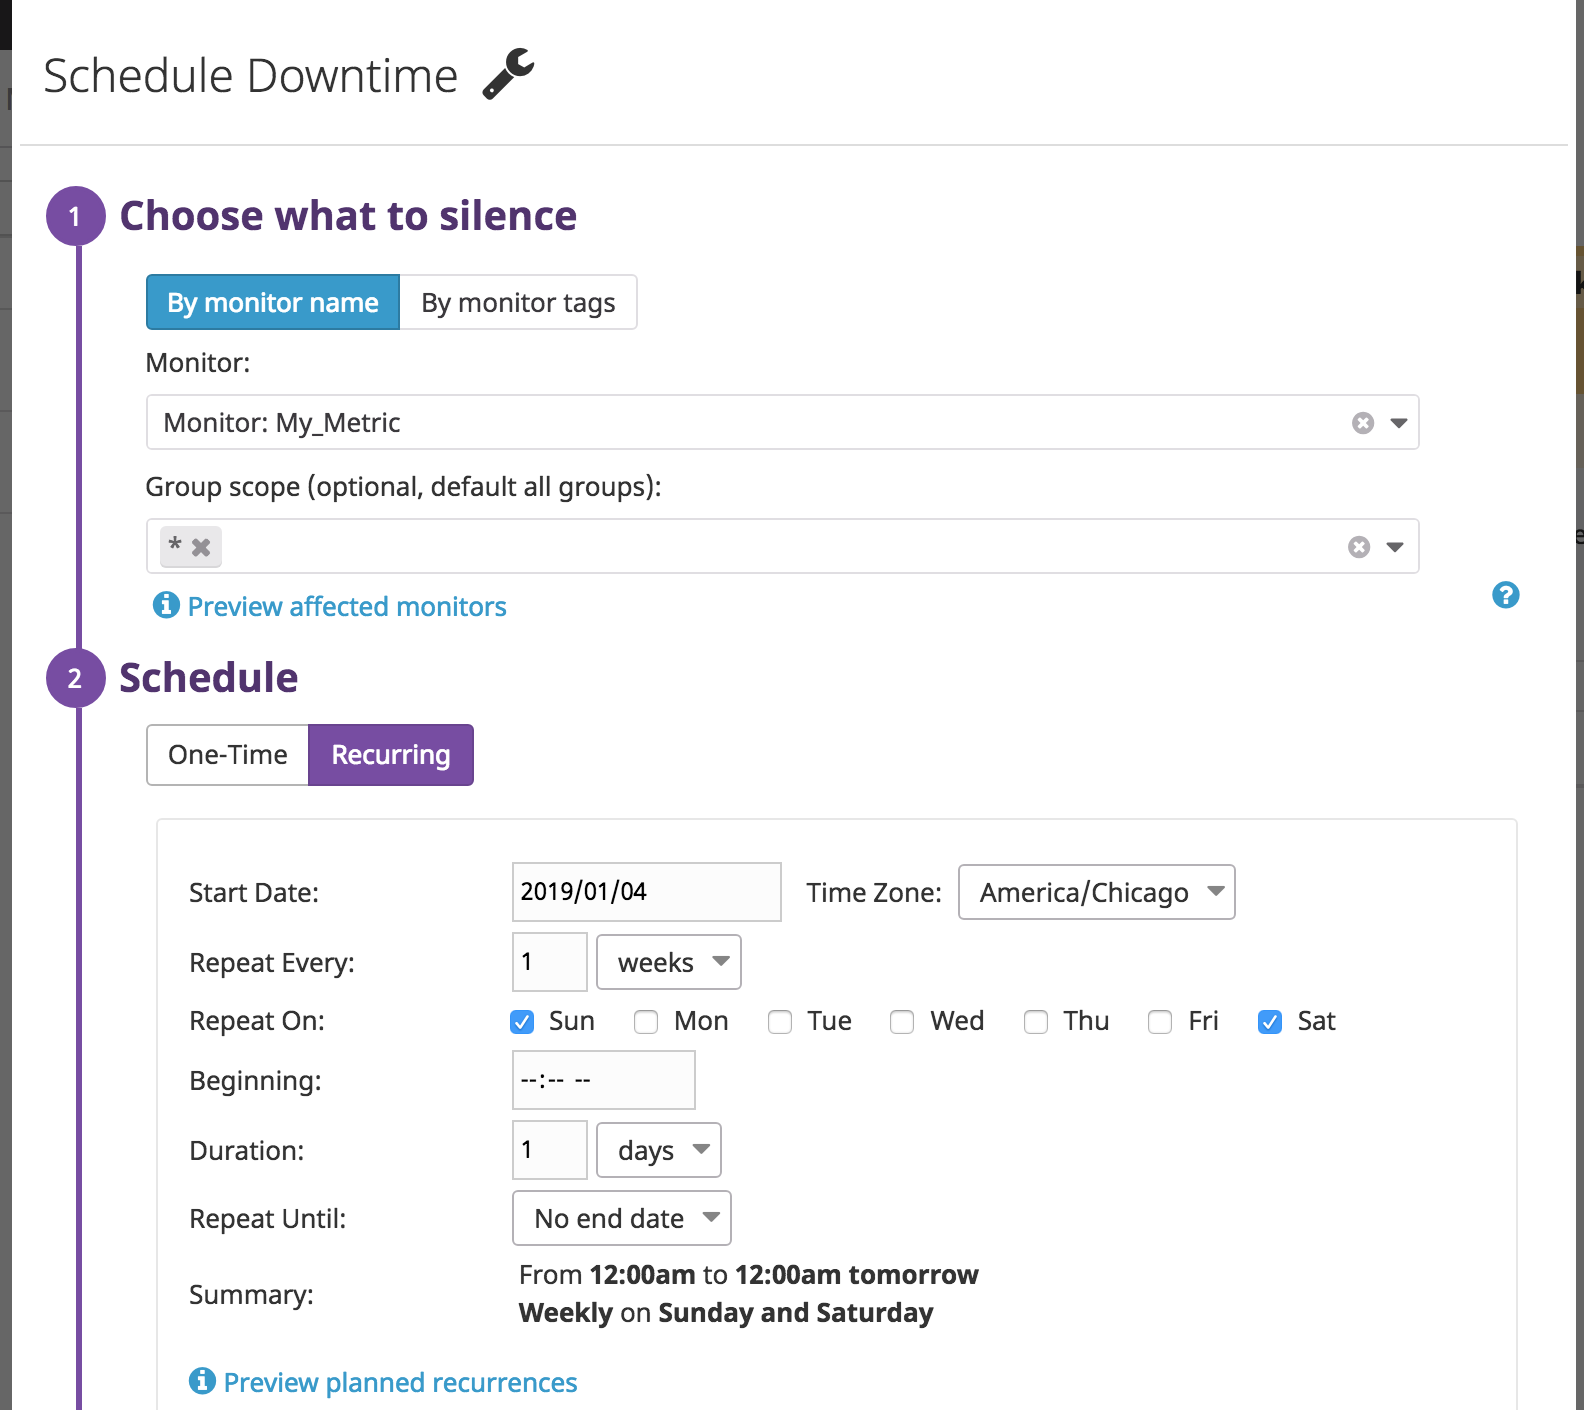 Schedule Downtime
1 Choose what to silence
By monitor name By monitor tags
Monitor:
Monitor: My_Metric
Group scope (optional, default all groups):
*
Preview affected monitors
2 Schedule
One-Time Recurring
Start Date: 2019/01/04 Time Zone: America/Chicago
Repeat Every: 1 weeks
Repeat On: Sun Mon Tue Wed Thu Fri Sat
Beginning: --:-- --
Duration: 1 days
Repeat Until: No end date
Summary: From 12:00am to 12:00am tomorrow
Weekly on Sunday and Saturday
Preview planned recurrences